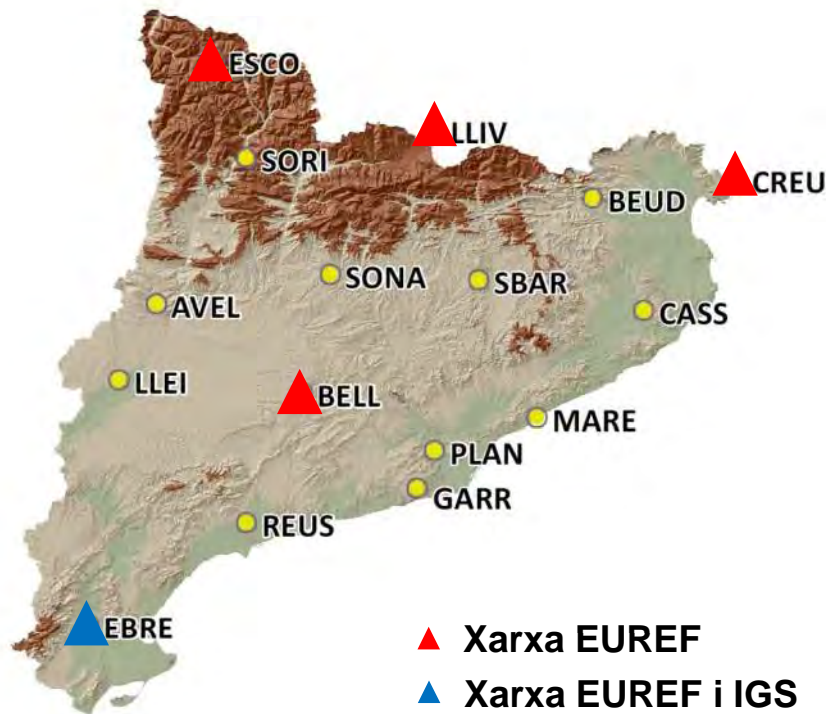 ESCO
LLIV
SORI
CREU
BEUD
SONA
SBAR
AVEL
CASS
LLEI
BELL
MARE
PLAN
GARR
REUS
EBRE
Xarxa EUREF
Xarxa EUREF i IGS